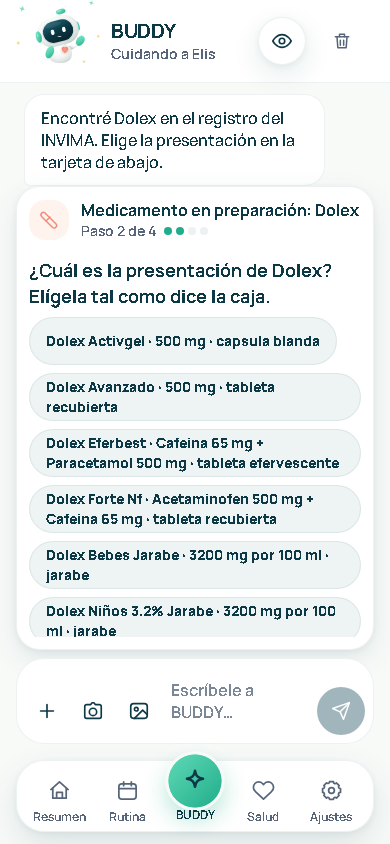 BUDDY
Cuidando a Elis
Encontré Dolex en el registro del
INVIMA. Elige la presentación en la
tarjeta de abajo.
Medicamento en preparación: Dolex
Paso 2 de 4
¿Cuál es la presentación de Dolex?
Elígela tal como dice la caja.
Dolex Activgel · 500 mg · capsula blanda
Dolex Avanzado · 500 mg · tableta
recubierta
Dolex Eferbest · Cafeina 65 mg +
Paracetamol 500 mg · tableta efervescente
Dolex Forte Nf · Acetaminofen 500 mg +
Cafeina 65 mg · tableta recubierta
Dolex Bebes Jarabe · 3200 mg por 100 ml ·
jarabe
Dolex Niños 3.2% Jarabe · 3200 mg por 100
ml · jarabe
Escríbele a
BUDDY...
Resumen
Rutina
BUDDY
Salud
Ajustes